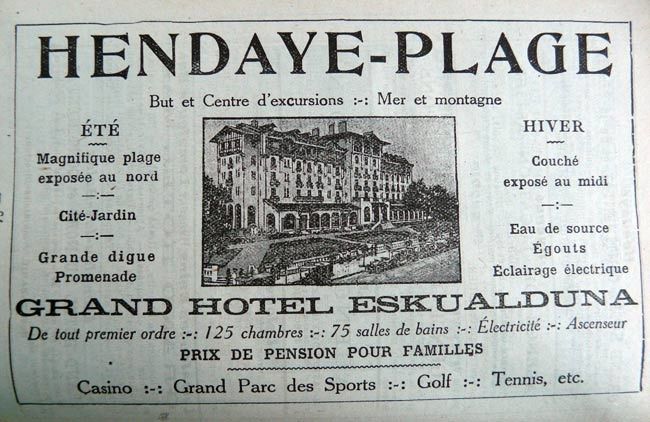 HENDAYE-PLAGE
But et Centre d'excursions :-: Mer et montagne
ÉTÉ
Magnifique plage
exposée au nord
—:—
Cité-Jardin
—:—
Grande digue
Promenade
HIVER
Couché
exposé au midi
—:—
Eau de source
Égouts
Éclairage électrique
GRAND HOTEL ESKUALDUNA
De tout premier ordre :-: 125 chambres :-: 75 salles de bains :-: Électricité :-: Ascenseur
PRIX DE PENSION POUR FAMILLES
Casino :-: Grand Parc des Sports :-: Golf :-: Tennis, etc.